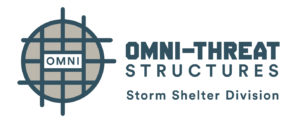 OMNI
OMNI-THREAT
STRUCTURES
Storm Shelter Division